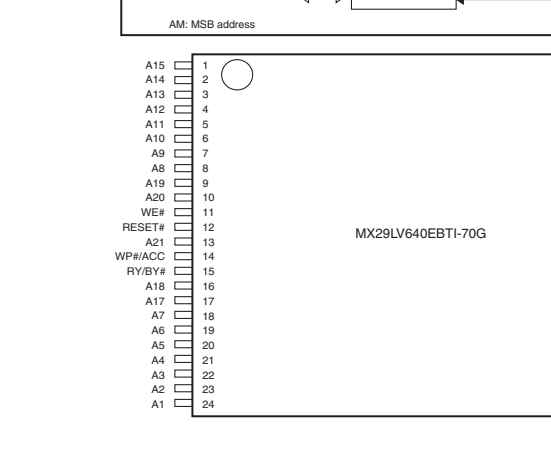 AM: MSB address
A15 1
A14 2
A13 3
A12 4
A11 5
A10 6
A9 7
A8 8
A19 9
A20 10
WE# 11
RESET# 12
MX29LV640EBTI-70G
A21 13
WP#/ACC 14
RY/BY# 15
A18 16
A17 17
A7 18
A6 19
A5 20
A4 21
A3 22
A2 23
A1 24